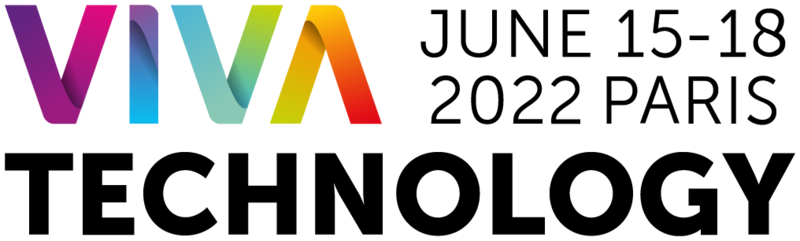 VIVA
JUNE 15-18
2022 PARIS
TECHNOLOGY